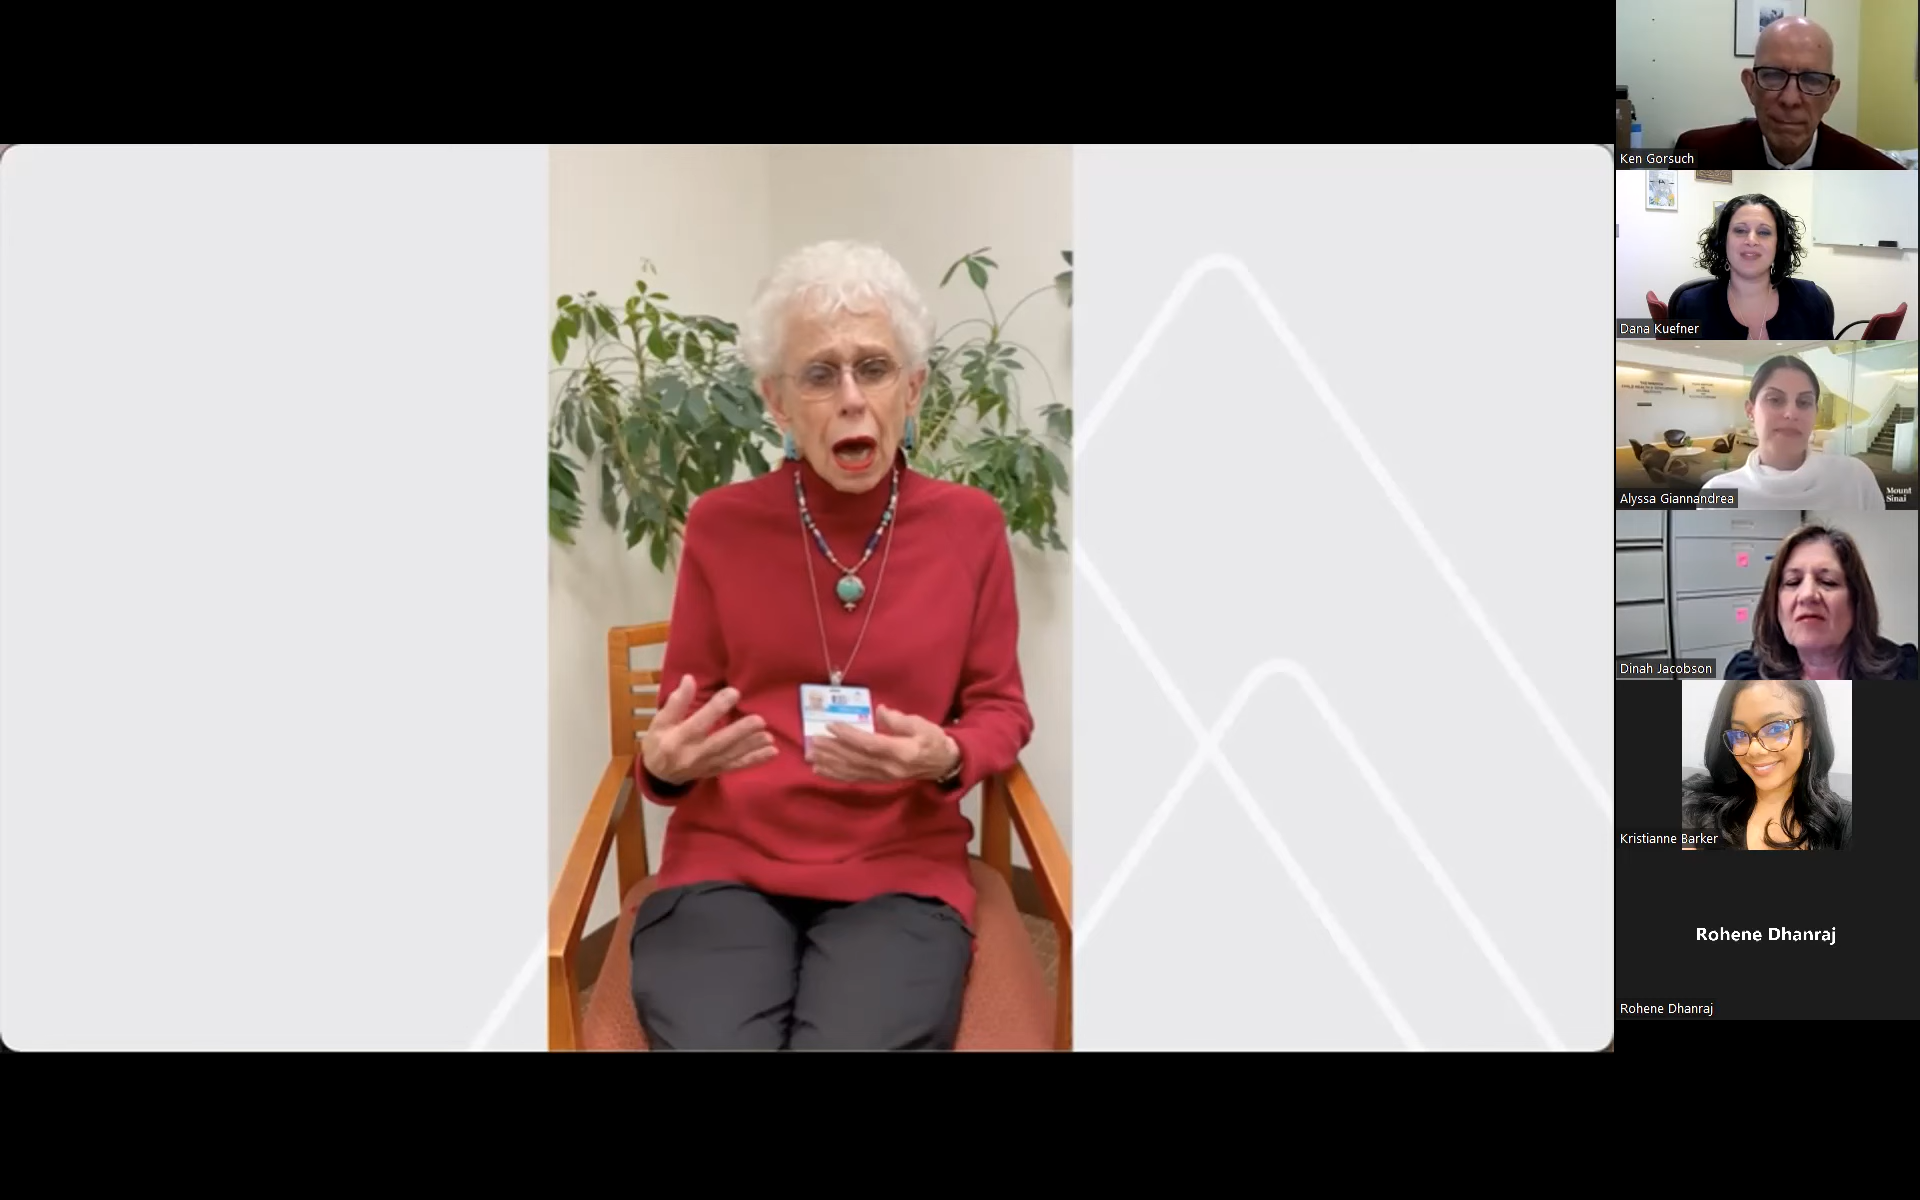 Ken Gorsuch
Dana Kuefner
Mount
Sinai
Alyssa Giannandrea
Dinah Jacobson
Kristianne Barker
Rohene Dhanraj
Rohene Dhanraj